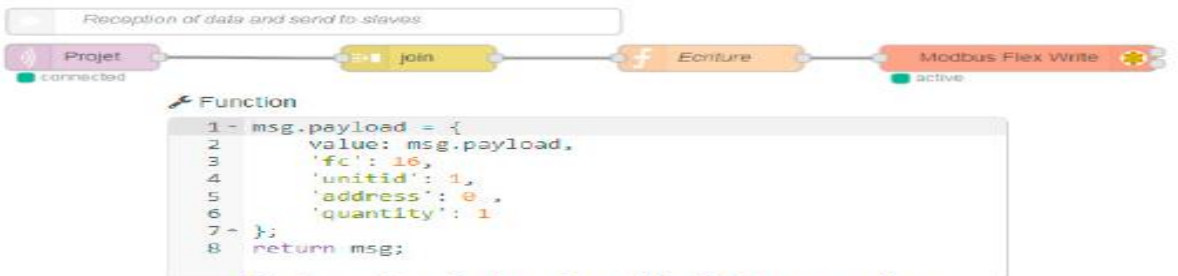 Reception of data and send to slaves
Projet
join
f
Ecriture
Modbus Flex Write
connected
active
Function
1 msg.payload = {
2 value: msg.payload,
3 'fc': 16,
4 'unitid': 1,
5 'address': 0 ,
6 'quantity': 1
7 };
8 return msg;